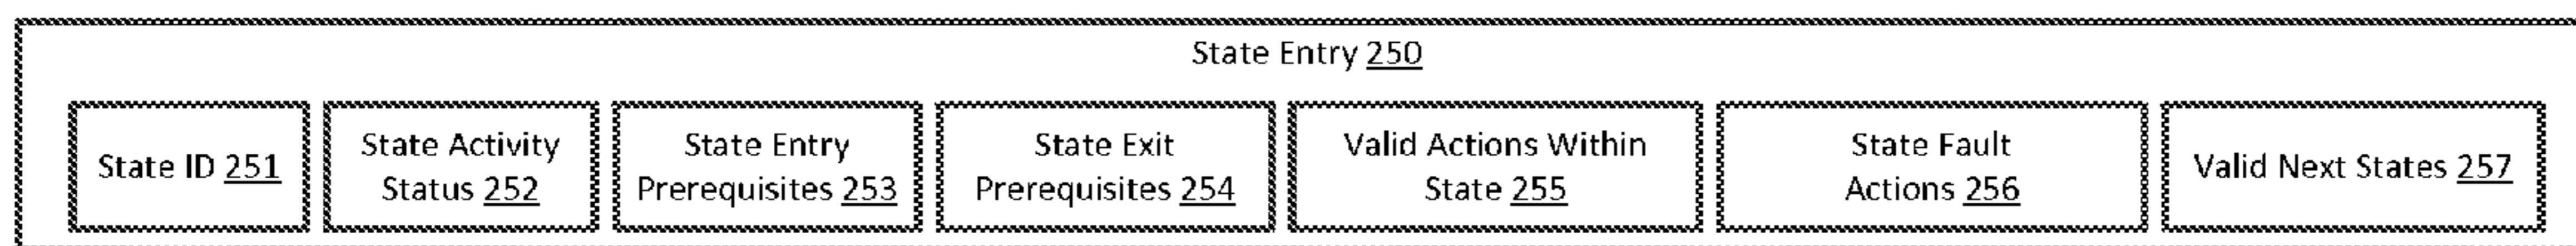 State Entry 250
State ID 251
State Activity
Status 252
State Entry
Prerequisites 253
State Exit
Prerequisites 254
Valid Actions Within
State 255
State Fault
Actions 256
Valid Next States 257